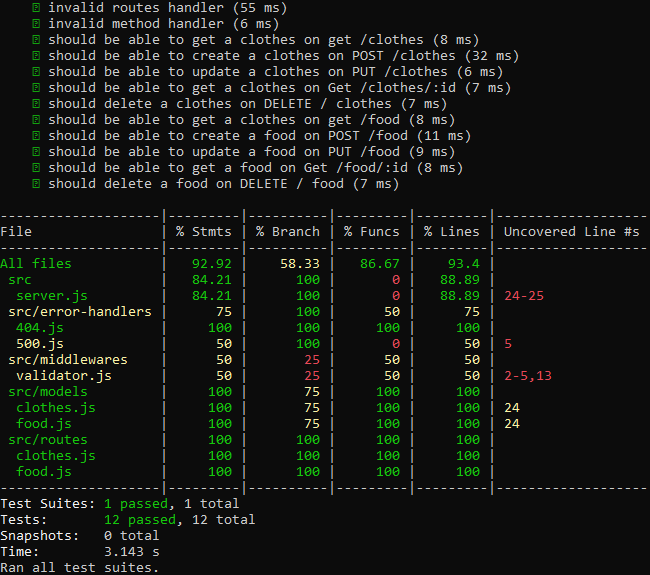 invalid routes handler (55 ms)
invalid method handler (6 ms)
should be able to get a clothes on get /clothes (8 ms)
should be able to create a clothes on POST /clothes (32 ms)
should be able to update a clothes on PUT /clothes (6 ms)
should be able to get a clothes on Get /clothes/:id (7 ms)
should delete a clothes on DELETE / clothes (7 ms)
should be able to get a clothes on get /food (8 ms)
should be able to create a food on POST /food (11 ms)
should be able to update a food on PUT /food (9 ms)
should be able to get a food on Get /food/:id (8 ms)
should delete a food on DELETE / food (7 ms)
--------------------|---------|----------|---------|---------|-------------------
File | % Stmts | % Branch | % Funcs | % Lines | Uncovered Line #s
--------------------|---------|----------|---------|---------|-------------------
All files | 92.92 | 58.33 | 86.67 | 93.4 |
src | 84.21 | 100 | 0 | 88.89 |
server.js | 84.21 | 100 | 0 | 88.89 | 24-25
src/error-handlers | 75 | 100 | 50 | 75 |
404.js | 100 | 100 | 100 | 100 |
500.js | 50 | 100 | 0 | 50 | 5
src/middlewares | 50 | 25 | 50 | 50 |
validator.js | 50 | 25 | 50 | 50 | 2-5,13
src/models | 100 | 75 | 100 | 100 |
clothes.js | 100 | 75 | 100 | 100 | 24
food.js | 100 | 75 | 100 | 100 | 24
src/routes | 100 | 100 | 100 | 100 |
clothes.js | 100 | 100 | 100 | 100 |
food.js | 100 | 100 | 100 | 100 |
--------------------|---------|----------|---------|---------|-------------------
Test Suites: 1 passed, 1 total
Tests: 12 passed, 12 total
Snapshots: 0 total
Time: 3.143 s
Ran all test suites.